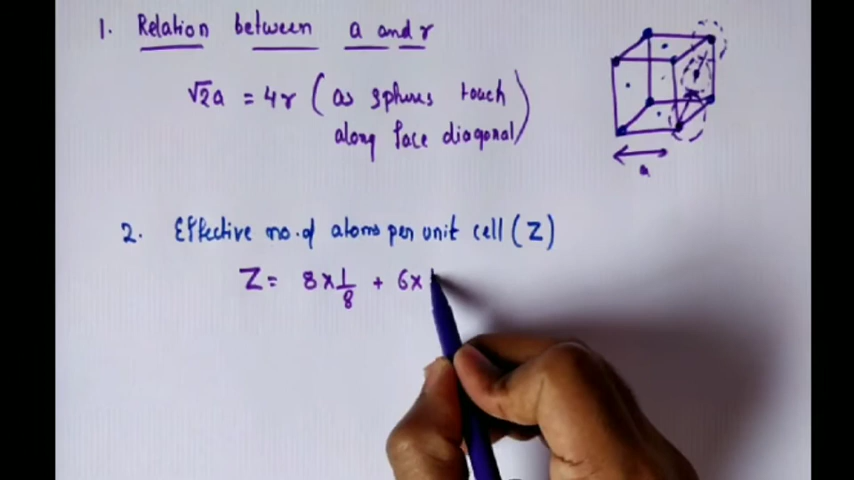 1. Relation between a and r
√2a = 4r (as spheres touch
along face diagonal)
a
2. Effective no. of atoms per unit cell (Z)
Z = 8×1/8 + 6×